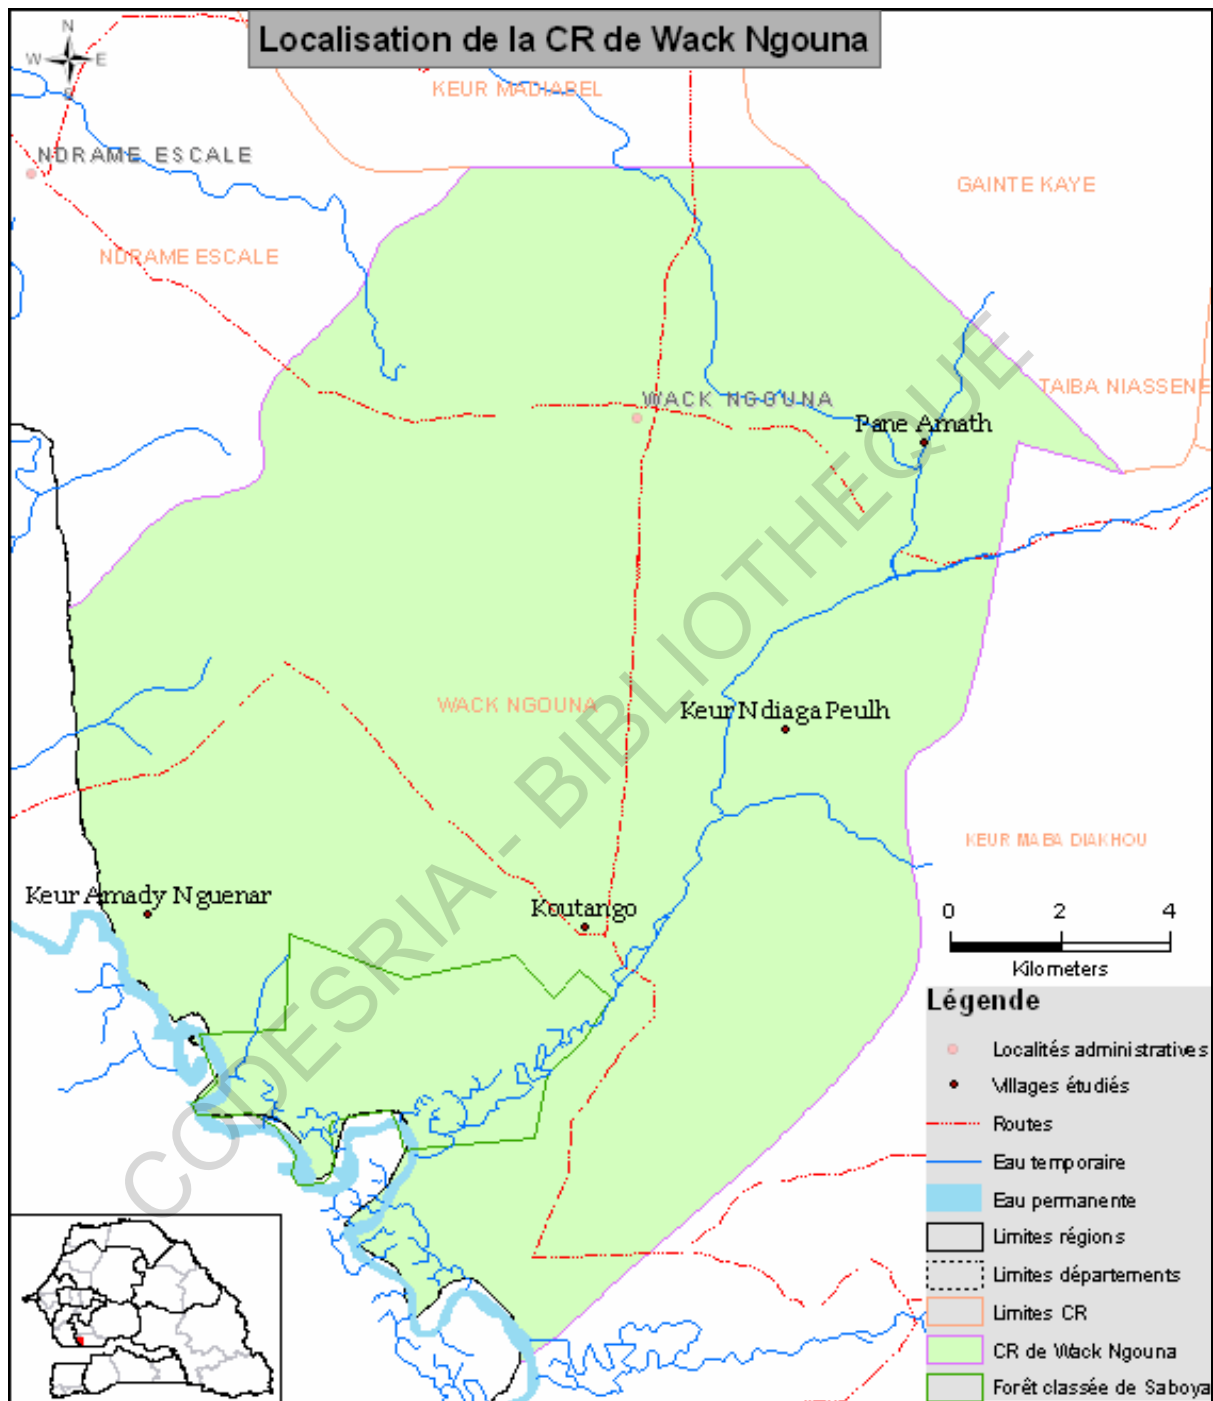 Localisation de la CR de Wack Ngouna
N
W
E
S
KEUR MADIABEL
NDRAME ESCALE
GAINTE KAYE
NDRAME ESCALE
TAIBA NIASSENE
WACK NGOUNA
Pane Amath
WACK NGOUNA
Keur Ndiaga Peulh
KEUR MABA DIAKHOU
Keur Amady Nguenar
Koutango
0 2 4
Kilometers
Légende
Localités administratives
Villages étudiés
Routes
Eau temporaire
Eau permanente
Limites régions
Limites départements
Limites CR
CR de Wack Ngouna
Forêt classée de Saboya
CODESRIA - BIBLIOTHEQUE